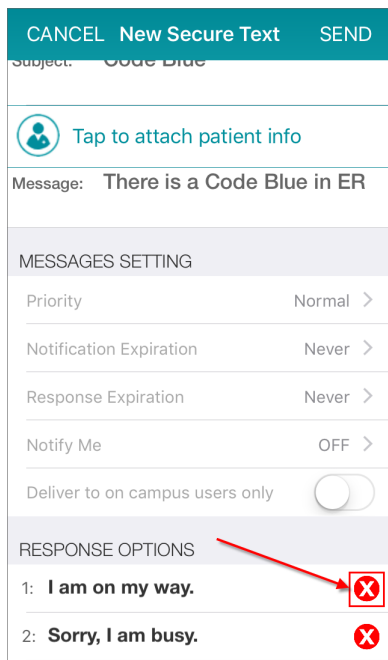 CANCEL New Secure Text SEND
Subject: Code Blue
Tap to attach patient info
Message: There is a Code Blue in ER
MESSAGES SETTING
Priority Normal
Notification Expiration Never
Response Expiration Never
Notify Me OFF
Deliver to on campus users only
RESPONSE OPTIONS
1: I am on my way. X
2: Sorry, I am busy. X